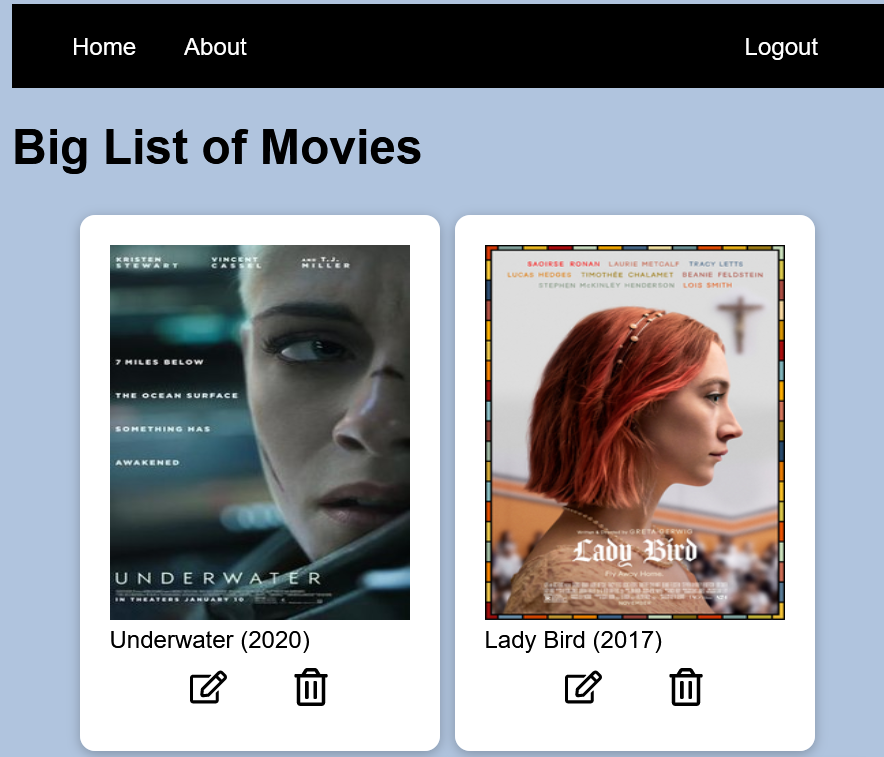 Home About Logout
Big List of Movies
KRISTEN STEWART VINCENT CASSEL AND T.J. MILLER
7 MILES BELOW
THE OCEAN SURFACE
SOMETHING HAS
AWAKENED
UNDERWATER
IN THEATERS JANUARY 10
Underwater (2020)
SAOIRSE RONAN LAURIE METCALF TRACY LETTS
LUCAS HEDGES TIMOTHÉE CHALAMET BEANIE FELDSTEIN
STEPHEN McKINLEY HENDERSON LOIS SMITH
Written & Directed by GRETA GERWIG
Lady Bird
Fly Away Home
NOVEMBER
Lady Bird (2017)